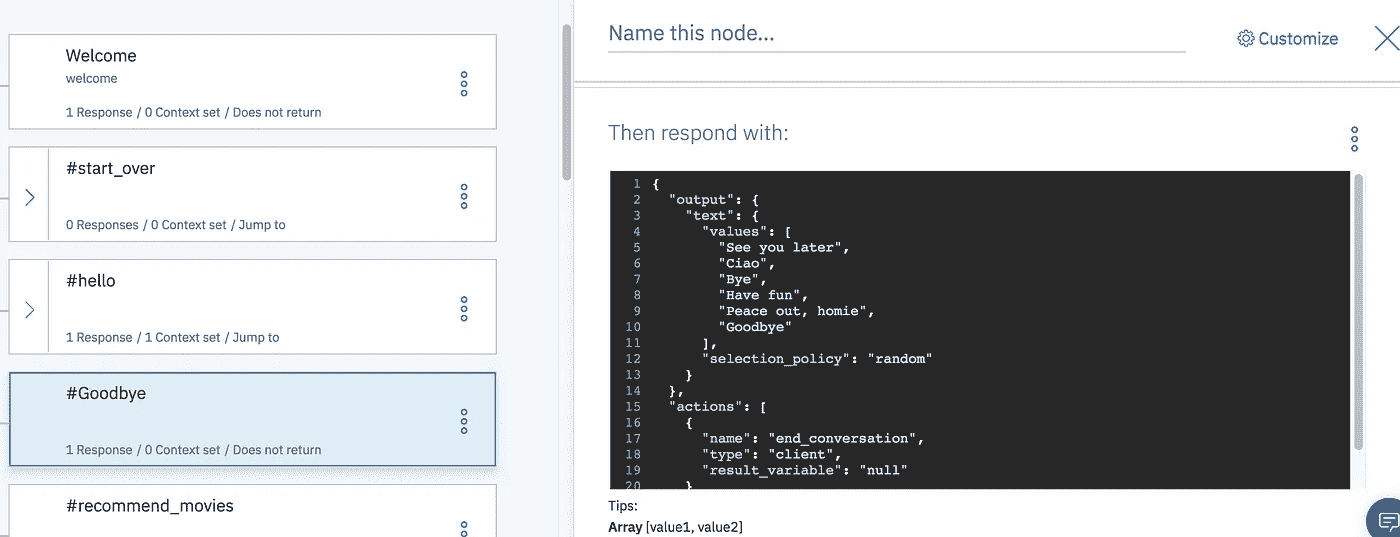 Welcome
welcome
1 Response / 0 Context set / Does not return
#start_over
0 Responses / 0 Context set / Jump to
#hello
1 Response / 1 Context set / Jump to
#Goodbye
1 Response / 0 Context set / Does not return
#recommend_movies
Name this node...
Customize
Then respond with:
1 {
2 "output": {
3 "text": {
4 "values": [
5 "See you later",
6 "Ciao",
7 "Bye",
8 "Have fun",
9 "Peace out, homie",
10 "Goodbye"
11 ],
12 "selection_policy": "random"
13 }
14 },
15 "actions": [
16 {
17 "name": "end_conversation",
18 "type": "client",
19 "result_variable": "null"
20 }
Tips:
Array [value1, value2]